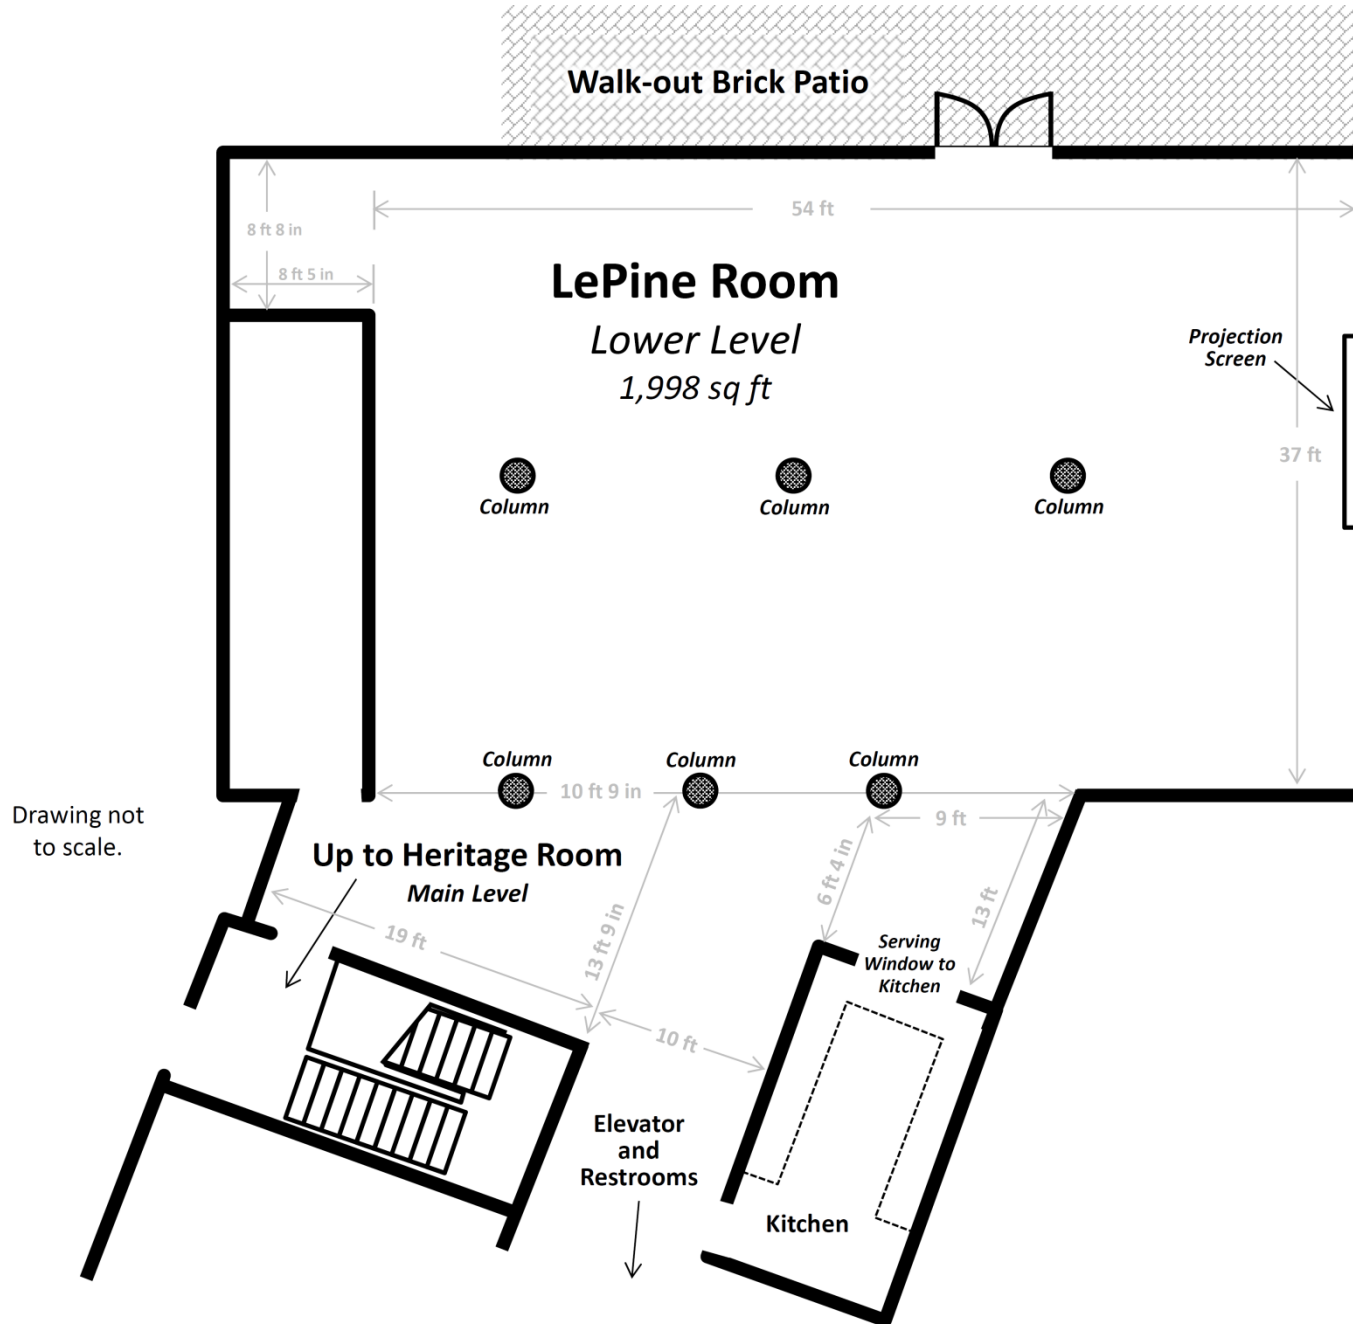 Walk-out Brick Patio
54 ft
8 ft 8 in
8 ft 5 in
LePine Room
Lower Level
1,998 sq ft
Projection
Screen
37 ft
Column
Column
Column
Column
Column
Column
10 ft 9 in
9 ft
Drawing not
to scale.
Up to Heritage Room
Main Level
6 ft 4 in
13 ft
19 ft
13 ft 9 in
Serving
Window to
Kitchen
10 ft
Elevator
and
Restrooms
Kitchen